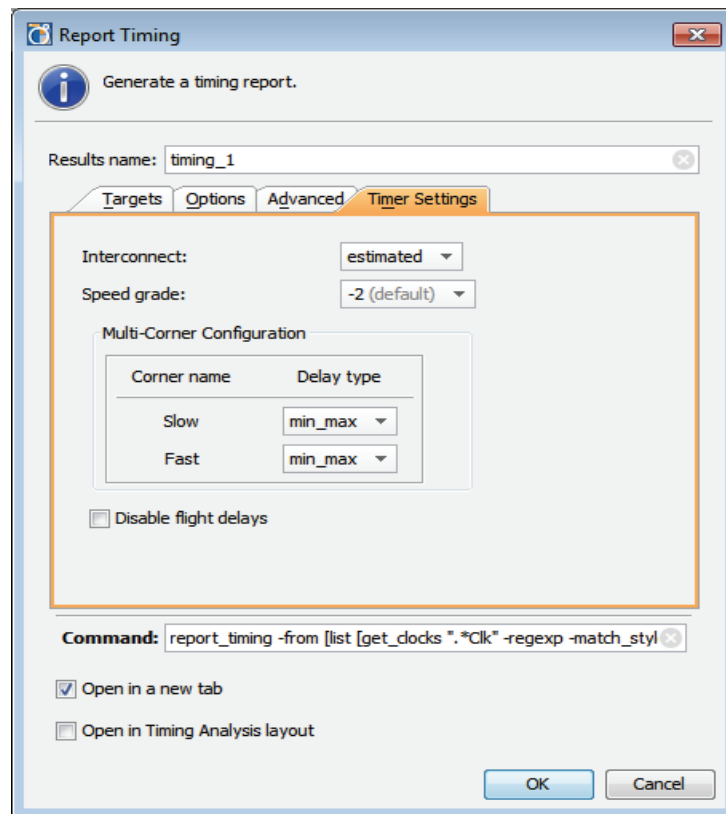 Report Timing
Generate a timing report.
Results name: timing_1
Targets Options Advanced Timer Settings
Interconnect: estimated
Speed grade: -2 (default)
Multi-Corner Configuration
Corner name Delay type
Slow min_max
Fast min_max
Disable flight delays
Command: report_timing -from [list [get_clocks ".*Clk" -regexp -match_styl
Open in a new tab
Open in Timing Analysis layout
OK Cancel